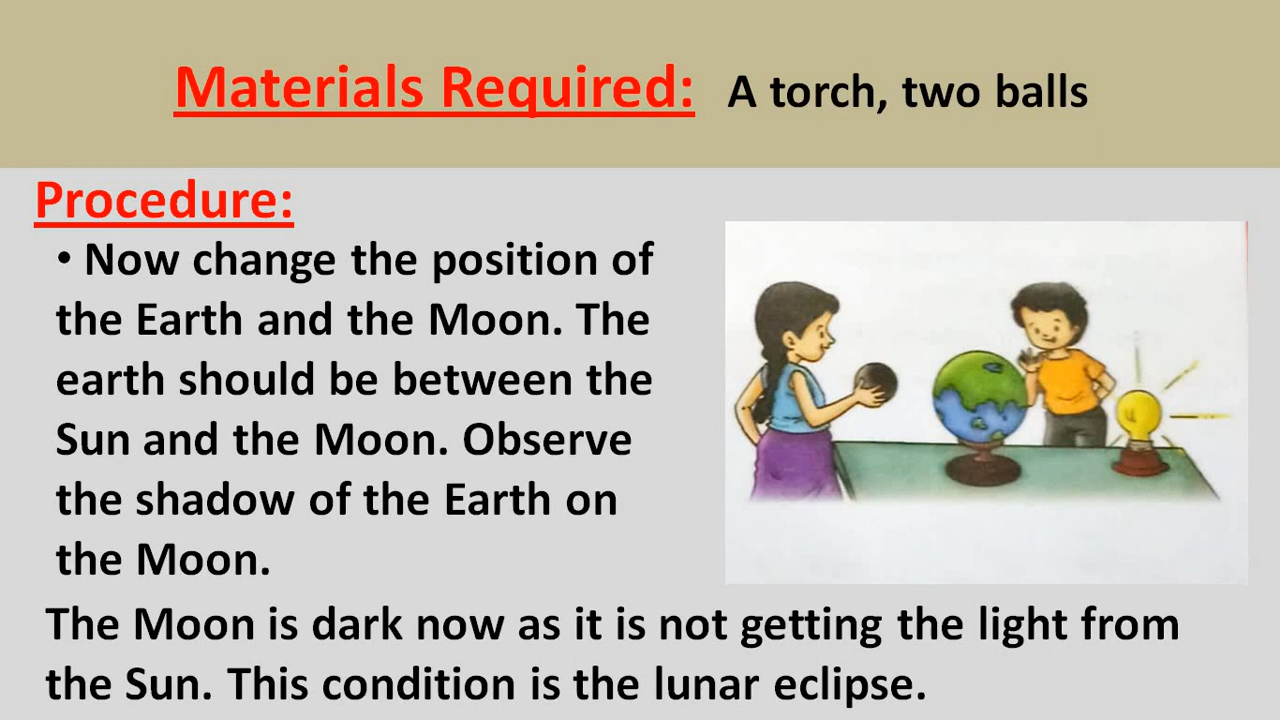 Materials Required: A torch, two balls
Procedure:
• Now change the position of
the Earth and the Moon. The
earth should be between the
Sun and the Moon. Observe
the shadow of the Earth on
the Moon.
The Moon is dark now as it is not getting the light from
the Sun. This condition is the lunar eclipse.